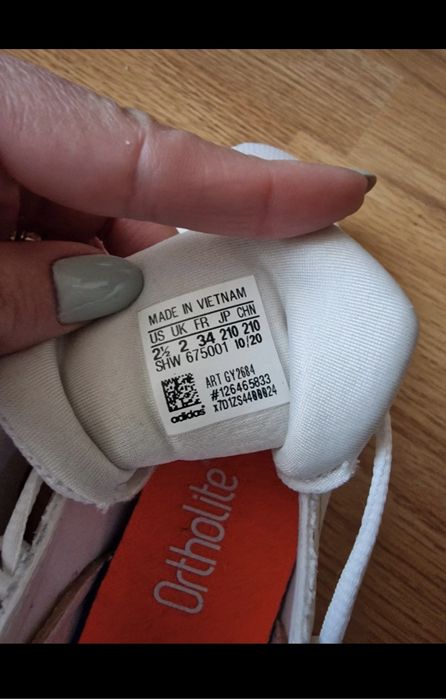 MADE IN VIETNAM
US UK FR JP CHN
2½ 2 34 210 210
SHW 675001 10/20
ART GY2684
#126465833
x7D1ZS4400024
adidas
Ortholite®